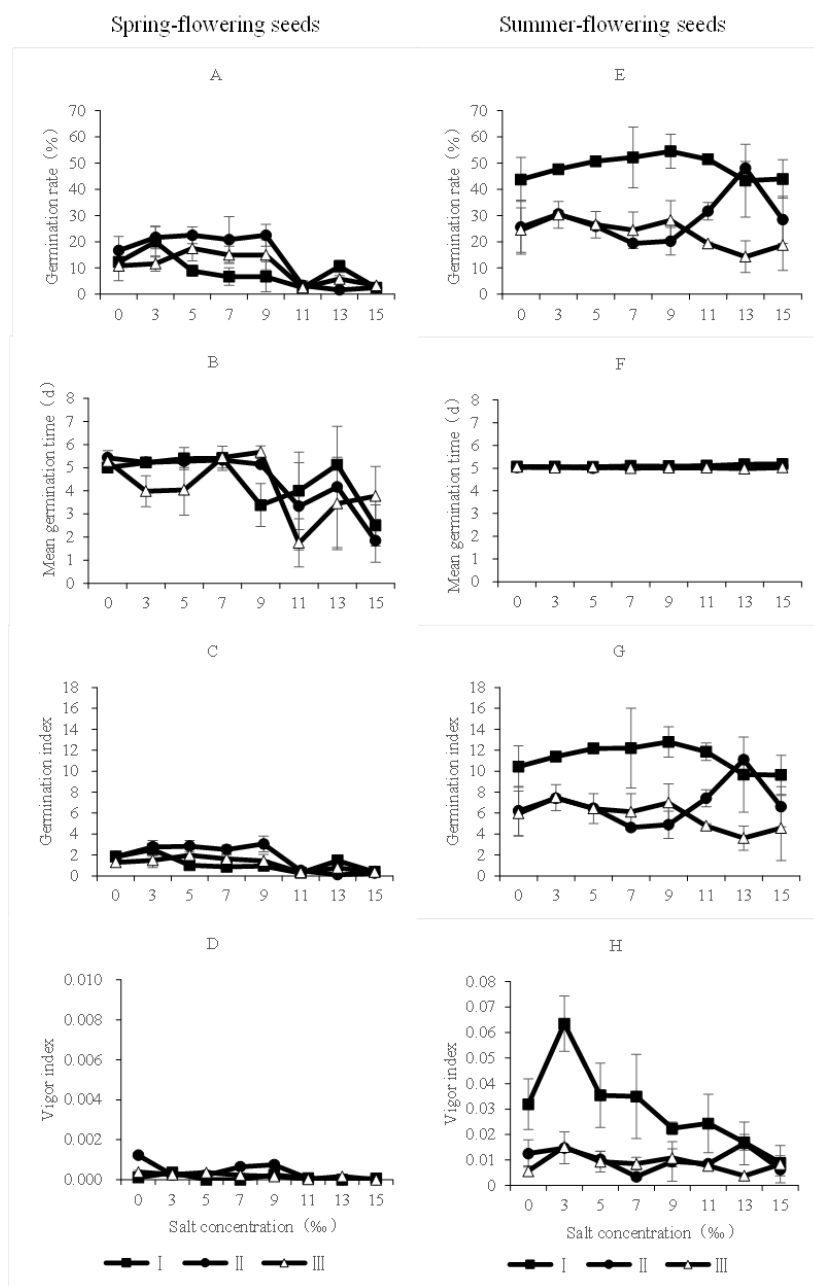 Spring-flowering seeds
Summer-flowering seeds
A
Germination rate（%）
70
60
50
40
30
20
10
0
0 3 5 7 9 11 13 15
E
Germination rate（%）
70
60
50
40
30
20
10
0
0 3 5 7 9 11 13 15
B
Mean germination time（d）
8
7
6
5
4
3
2
1
0
0 3 5 7 9 11 13 15
F
Mean germination time（d）
8
7
6
5
4
3
2
1
0
0 3 5 7 9 11 13 15
C
Germination index
18
16
14
12
10
8
6
4
2
0
0 3 5 7 9 11 13 15
G
Germination index
18
16
14
12
10
8
6
4
2
0
0 3 5 7 9 11 13 15
D
Vigor index
0.010
0.008
0.006
0.004
0.002
0.000
0 3 5 7 9 11 13 15
Salt concentration（‰）
Ⅰ Ⅱ Ⅲ
H
Vigor index
0.08
0.07
0.06
0.05
0.04
0.03
0.02
0.01
0
0 3 5 7 9 11 13 15
Salt concentration（‰）
Ⅰ Ⅱ Ⅲ